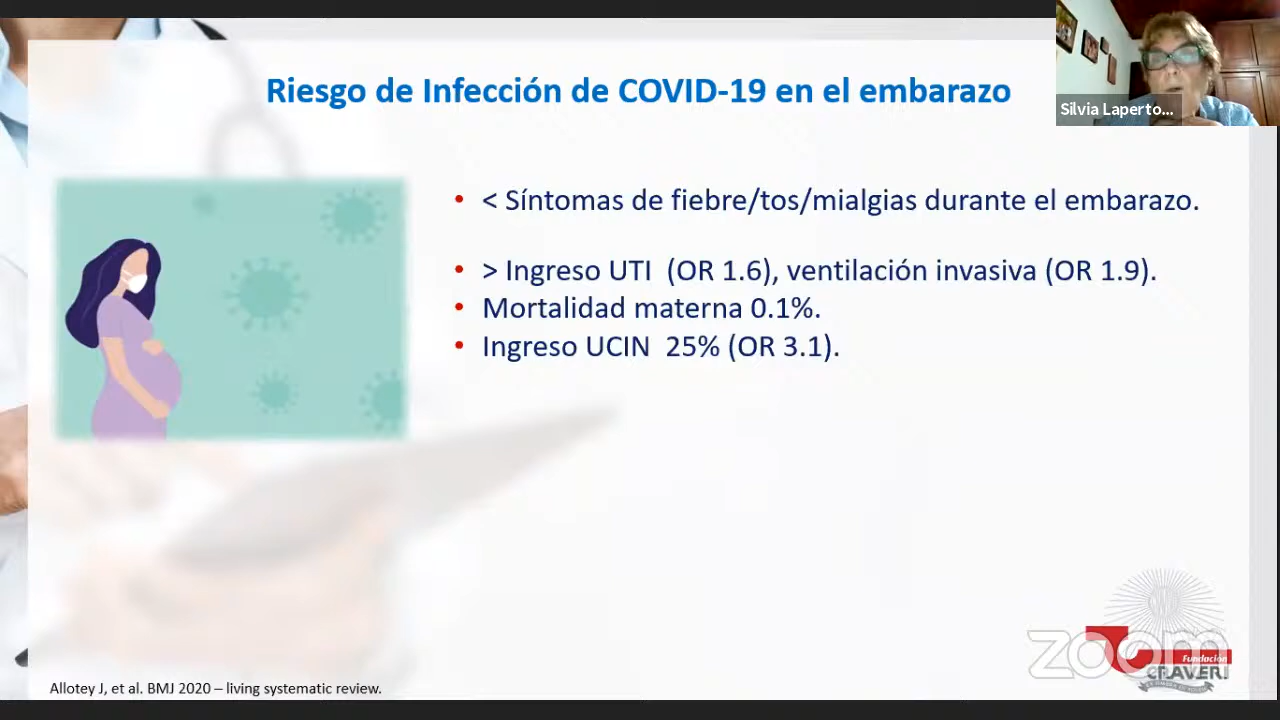 Riesgo de Infección de COVID-19 en el embarazo
Silvia Laperto...
• < Síntomas de fiebre/tos/mialgias durante el embarazo.
• > Ingreso UTI (OR 1.6), ventilación invasiva (OR 1.9).
• Mortalidad materna 0.1%.
• Ingreso UCIN 25% (OR 3.1).
zoom
Fundación
CRAVERI
Allotey J, et al. BMJ 2020 – living systematic review.